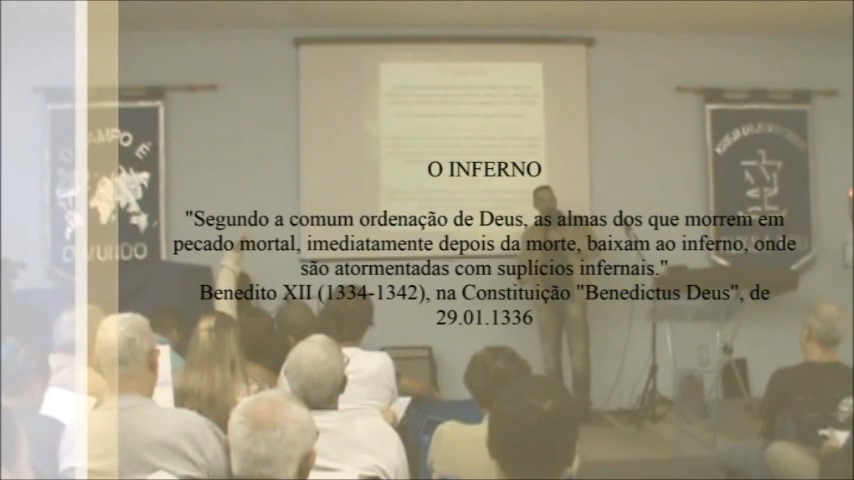 O CAMPO É
O MUNDO
O INFERNO
"Segundo a comum ordenação de Deus, as almas dos que morrem em
pecado mortal, imediatamente depois da morte, baixam ao inferno, onde
são atormentadas com suplícios infernais."
Benedito XII (1334-1342), na Constituição "Benedictus Deus", de
29.01.1336